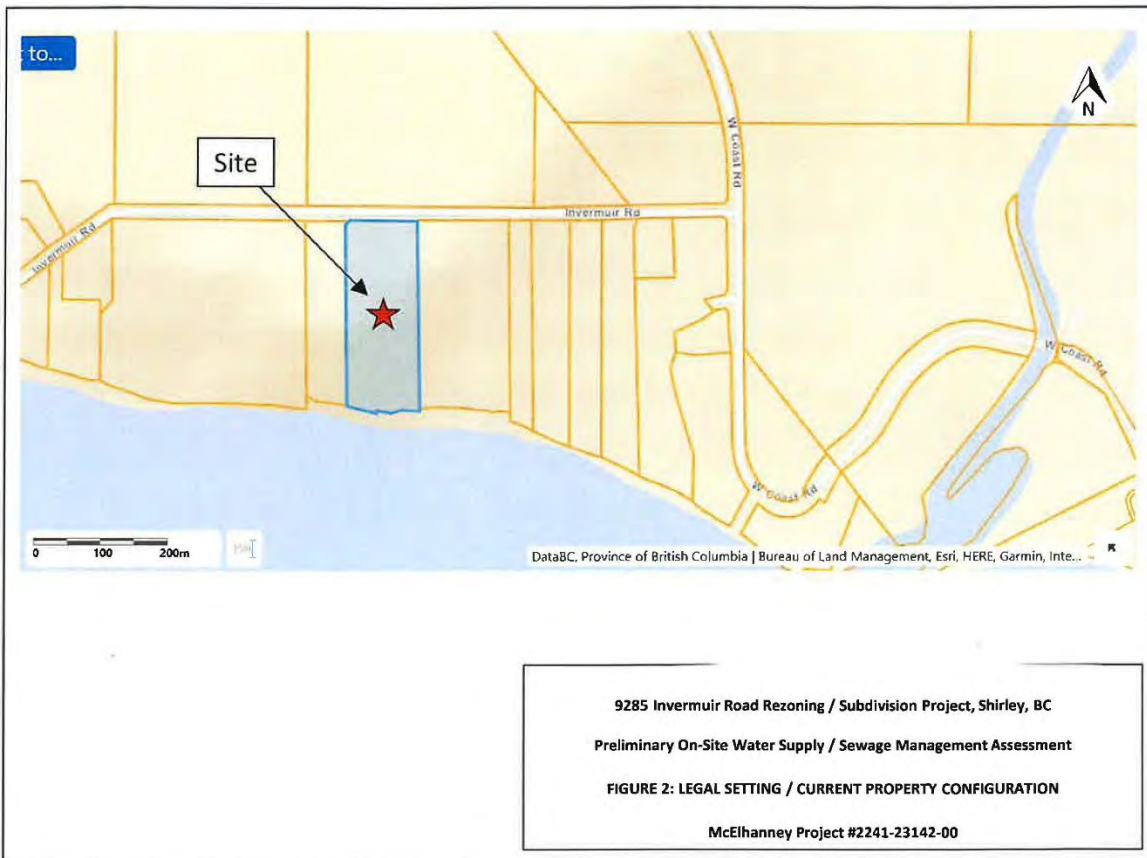 t to...
N
Site
W Coast Rd
Invermuir Rd
Invermuir Rd
W Coast Rd
W Coast Rd
0 100 200m
DataBC, Province of British Columbia | Bureau of Land Management, Esri, HERE, Garmin, Inte...
9285 Invermuir Road Rezoning / Subdivision Project, Shirley, BC
Preliminary On-Site Water Supply / Sewage Management Assessment
FIGURE 2: LEGAL SETTING / CURRENT PROPERTY CONFIGURATION
McElhanney Project #2241-23142-00